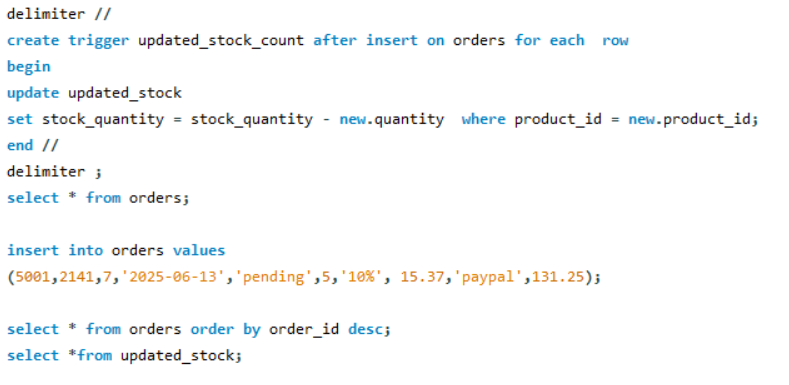 delimiter //
create trigger updated_stock_count after insert on orders for each  row
begin
update updated_stock
set stock_quantity = stock_quantity - new.quantity  where product_id = new.product_id;
end //
delimiter ;
select * from orders;
insert into orders values
(5001,2141,7,'2025-06-13','pending',5,'10%', 15.37,'paypal',131.25);
select * from orders order by order_id desc;
select *from updated_stock;